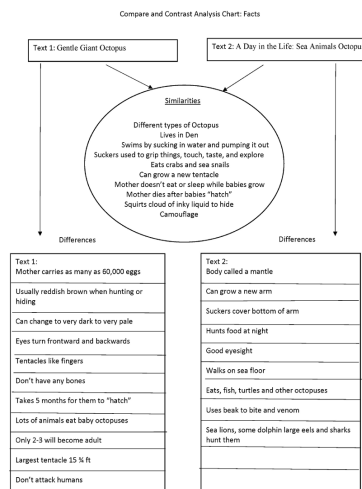 Compare and Contrast Analysis Chart: Facts
Text 1: Gentle Giant Octopus
Text 2: A Day in the Life: Sea Animals Octopu
Similarities
Different types of Octopus
Lives in Den
Swims by sucking in water and pumping it out
Suckers used to grip things, touch, taste, and explore
Eats crabs and sea snails
Can grow a new tentacle
Mother doesn't eat or sleep while babies grow
Mother dies after babies "hatch"
Squirts cloud of inky liquid to hide
Camouflage
Differences
Differences
Text 1:
Mother carries as many as 60,000 eggs
Usually reddish brown when hunting or
hiding
Can change to very dark to very pale
Eyes turn frontward and backwards
Tentacles like fingers
Don't have any bones
Takes 5 months for them to "hatch"
Lots of animals eat baby octopuses
Only 2-3 will become adult
Largest tentacle 15 ¾ ft
Don't attack humans
Text 2:
Body called a mantle
Can grow a new arm
Suckers cover bottom of arm
Hunts food at night
Good eyesight
Walks on sea floor
Eats, fish, turtles and other octopuses
Uses beak to bite and venom
Sea lions, some dolphin large eels and sharks
hunt them